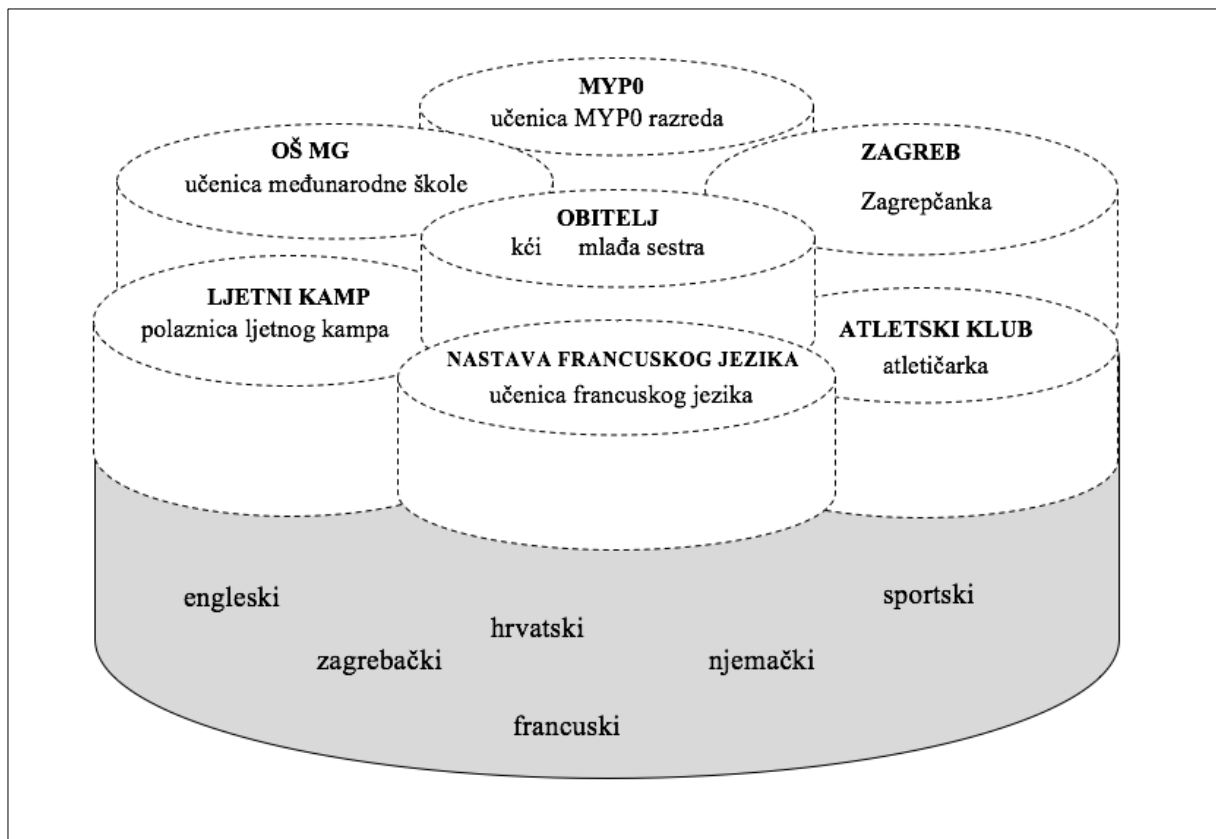 MYP0
učenica MYP0 razreda
OŠ MG
učenica međunarodne škole
ZAGREB
Zagrepčanka
OBITELJ
kći mlađa sestra
LJETNI KAMP
polaznica ljetnog kampa
ATLETSKI KLUB
atletičarka
NASTAVA FRANCUSKOG JEZIKA
učenica francuskog jezika
engleski
sportski
hrvatski
zagrebački
njemački
francuski